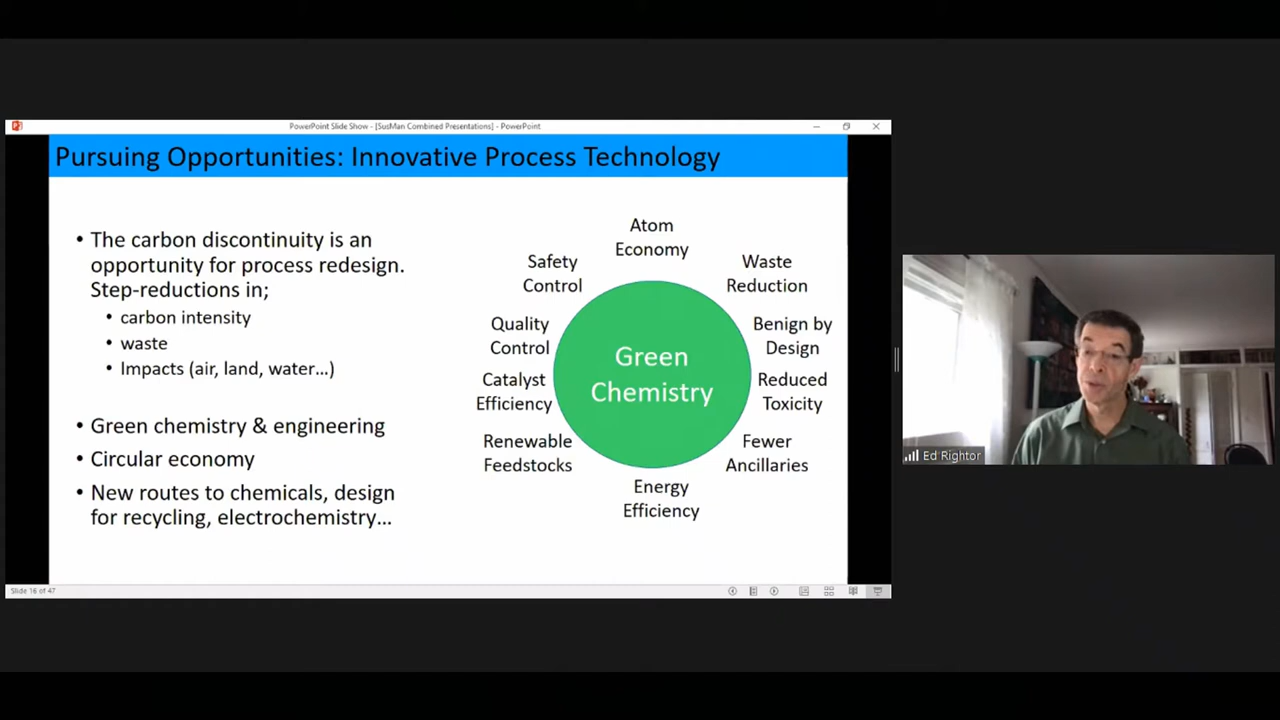 PowerPoint Slide Show - [SusMan Combined Presentations] - PowerPoint
Pursuing Opportunities: Innovative Process Technology
• The carbon discontinuity is an
opportunity for process redesign.
Step-reductions in;
• carbon intensity
• waste
• Impacts (air, land, water...)
• Green chemistry & engineering
• Circular economy
• New routes to chemicals, design
for recycling, electrochemistry...
Atom
Economy
Waste
Reduction
Benign by
Design
Reduced
Toxicity
Fewer
Ancillaries
Energy
Efficiency
Renewable
Feedstocks
Catalyst
Efficiency
Quality
Control
Safety
Control
Green
Chemistry
Slide 16 of 47
Ed Rightor